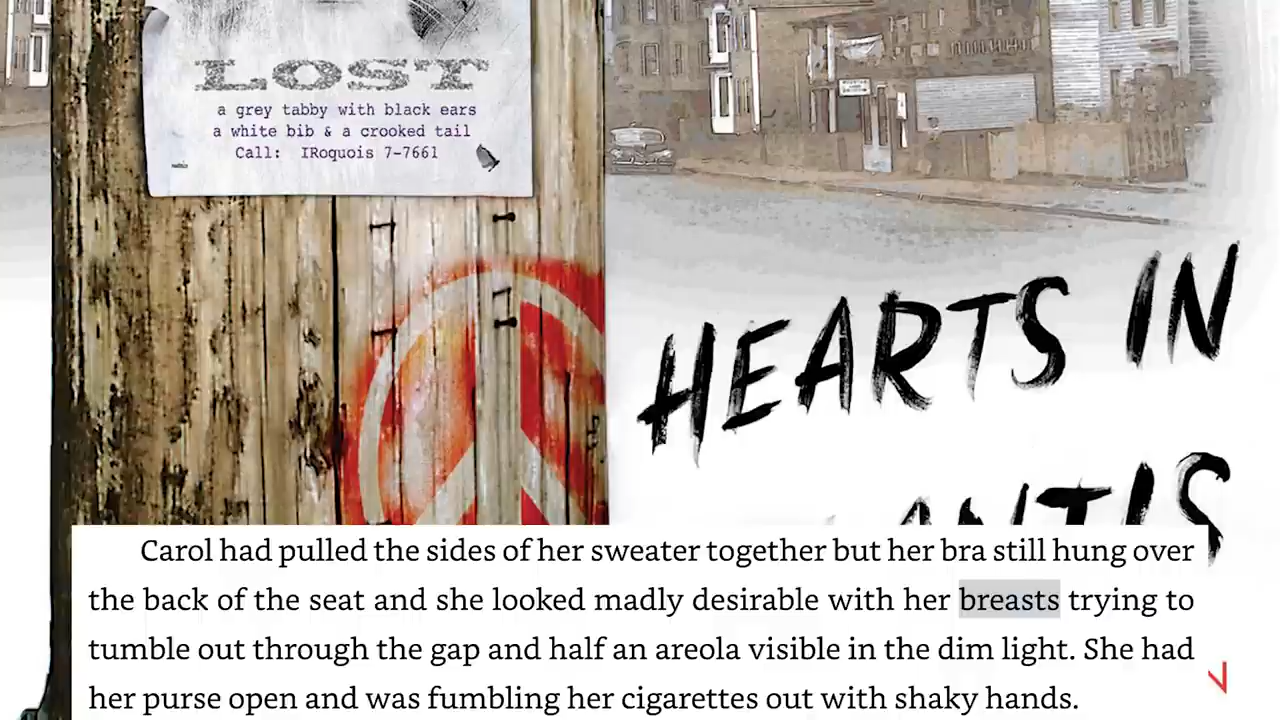 LOST
a grey tabby with black ears
a white bib & a crooked tail
Call: IRoquois 7-7661
HEARTS IN
ANTIS
Carol had pulled the sides of her sweater together but her bra still hung over
the back of the seat and she looked madly desirable with her breasts trying to
tumble out through the gap and half an areola visible in the dim light. She had
her purse open and was fumbling her cigarettes out with shaky hands.